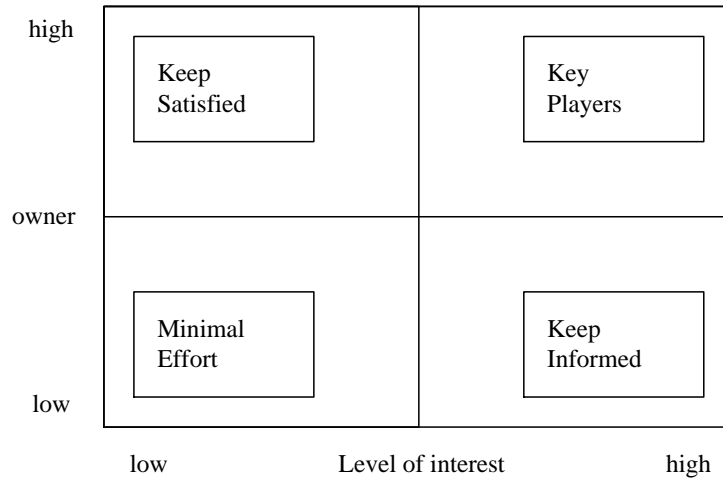 high
Keep
Satisfied
Key
Players
owner
Minimal
Effort
Keep
Informed
low
low Level of interest high